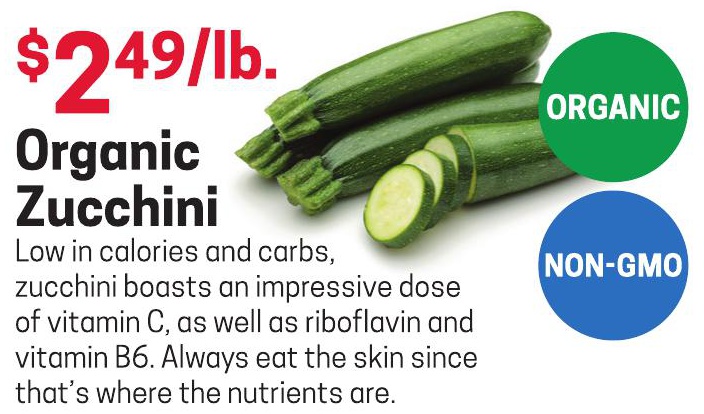 $2.49/lb.
Organic
Zucchini
Low in calories and carbs,
zucchini boasts an impressive dose
of vitamin C, as well as riboflavin and
vitamin B6. Always eat the skin since
that's where the nutrients are.
ORGANIC
NON-GMO